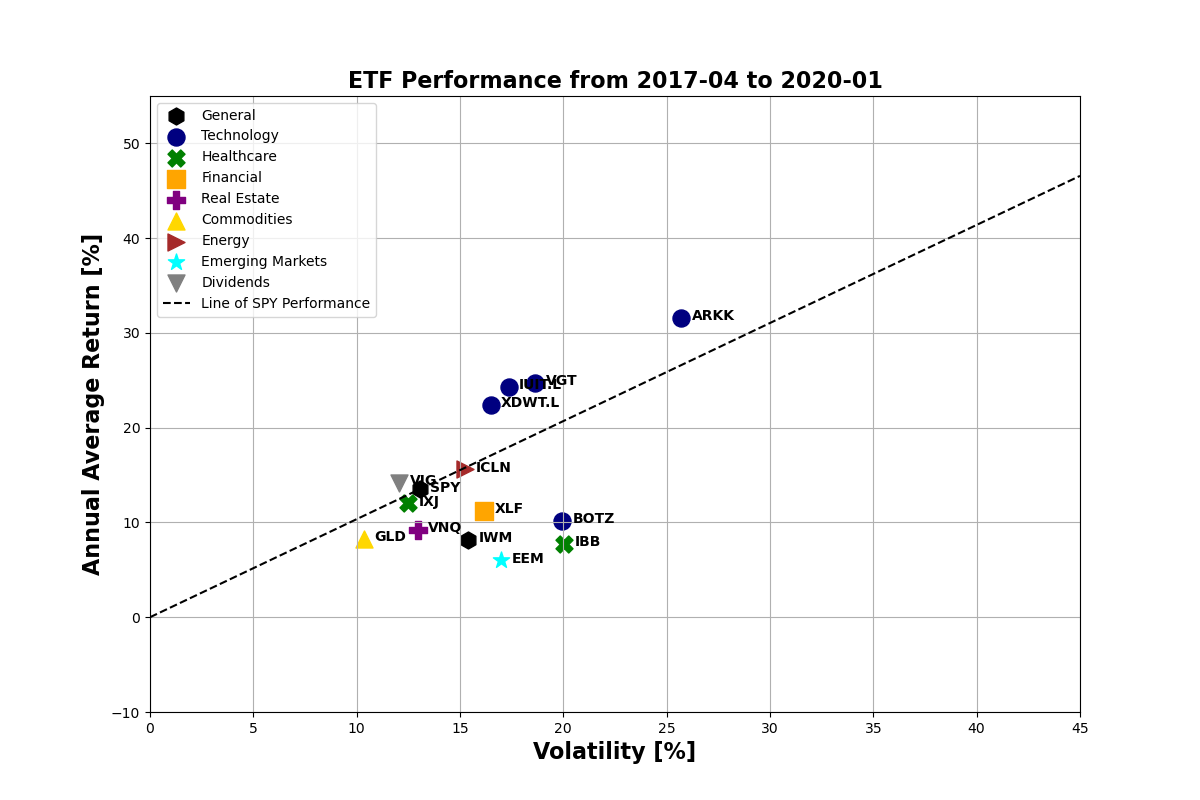 ETF Performance from 2017-04 to 2020-01
General
Technology
Healthcare
Financial
Real Estate
Commodities
Energy
Emerging Markets
Dividends
Line of SPY Performance
Annual Average Return [%]
50
40
30
20
10
0
−10
ARKK
VGT
IUIT.L
XDWT.L
ICLN
VIG
SPY
IXJ
XLF
BOTZ
VNQ
GLD
IWM
IBB
EEM
0 5 10 15 20 25 30 35 40 45
Volatility [%]